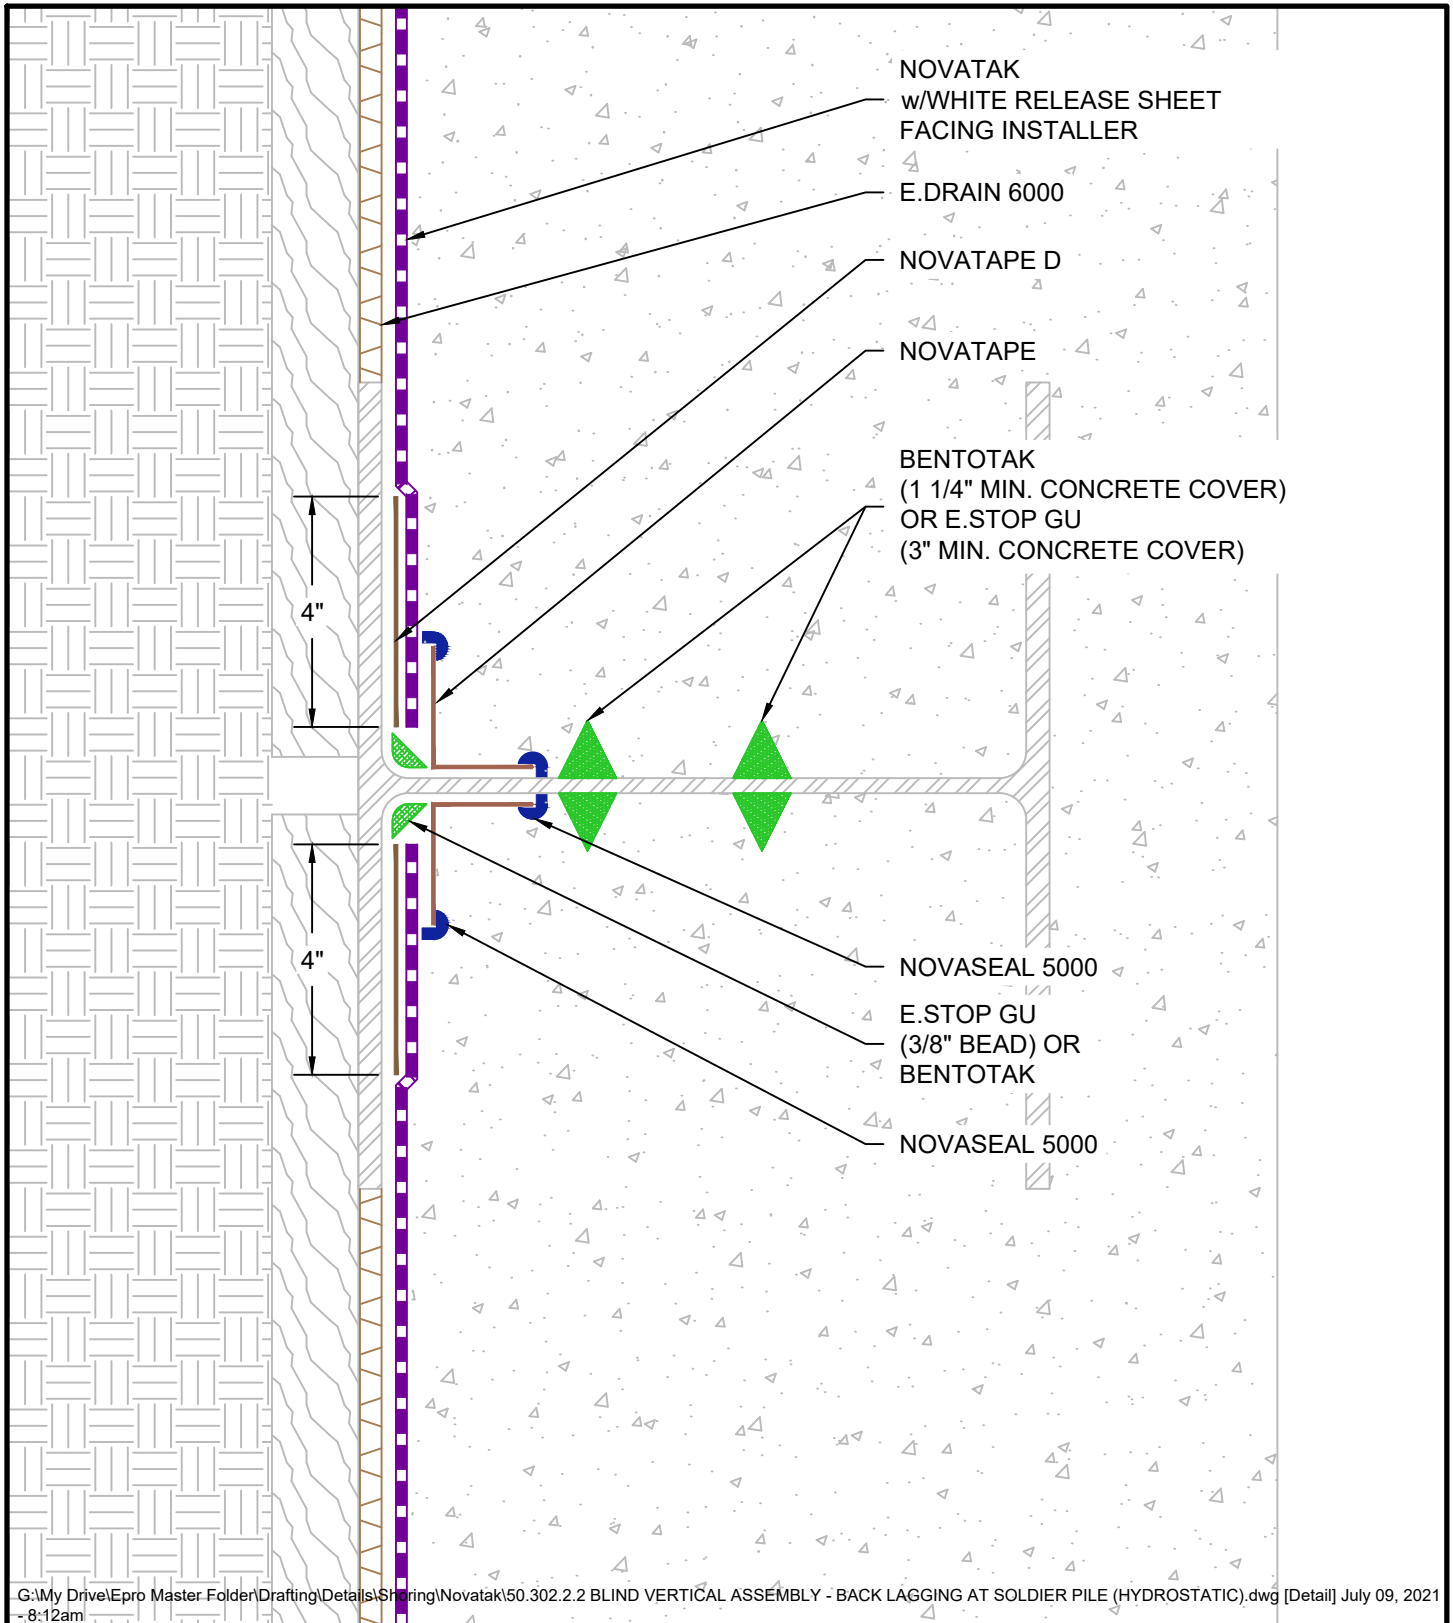 NOVATAK
w/WHITE RELEASE SHEET
FACING INSTALLER
E.DRAIN 6000
NOVATAPE D
NOVATAPE
BENTOTAK
(1 1/4" MIN. CONCRETE COVER)
OR E.STOP GU
(3" MIN. CONCRETE COVER)
4"
4"
NOVASEAL 5000
E.STOP GU
(3/8" BEAD) OR
BENTOTAK
NOVASEAL 5000
G:\My Drive\Epro Master Folder\Drafting\Details\Shoring\Novatak\50.302.2.2 BLIND VERTICAL ASSEMBLY - BACK LAGGING AT SOLDIER PILE (HYDROSTATIC).dwg [Detail] July 09, 2021
- 8:12am